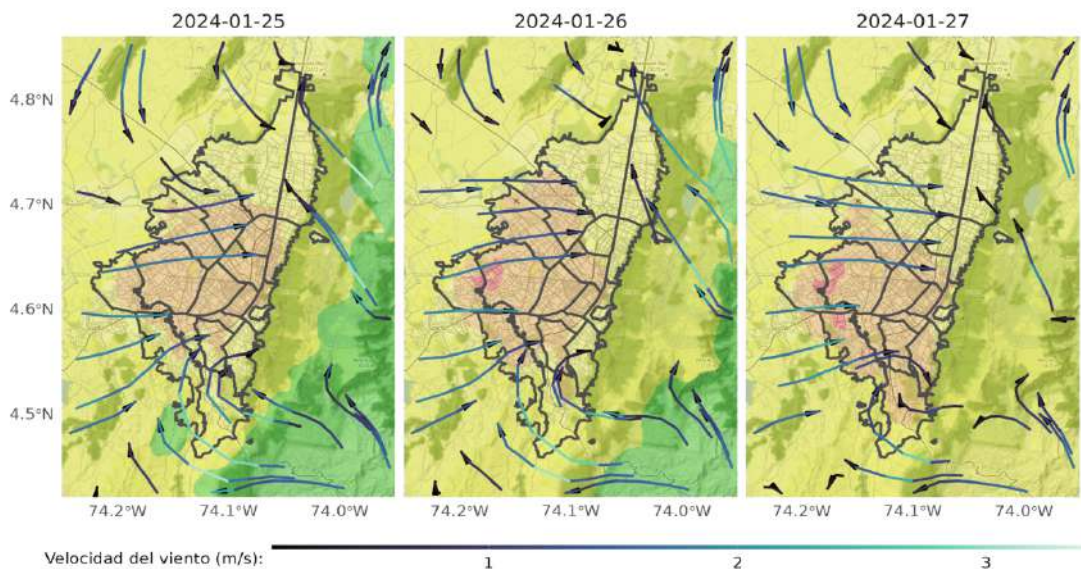 2024-01-25 2024-01-26 2024-01-27
4.8°N
4.7°N
4.6°N
4.5°N
74.2°W 74.1°W 74.0°W 74.2°W 74.1°W 74.0°W 74.2°W 74.1°W 74.0°W
Velocidad del viento (m/s): 1 2 3